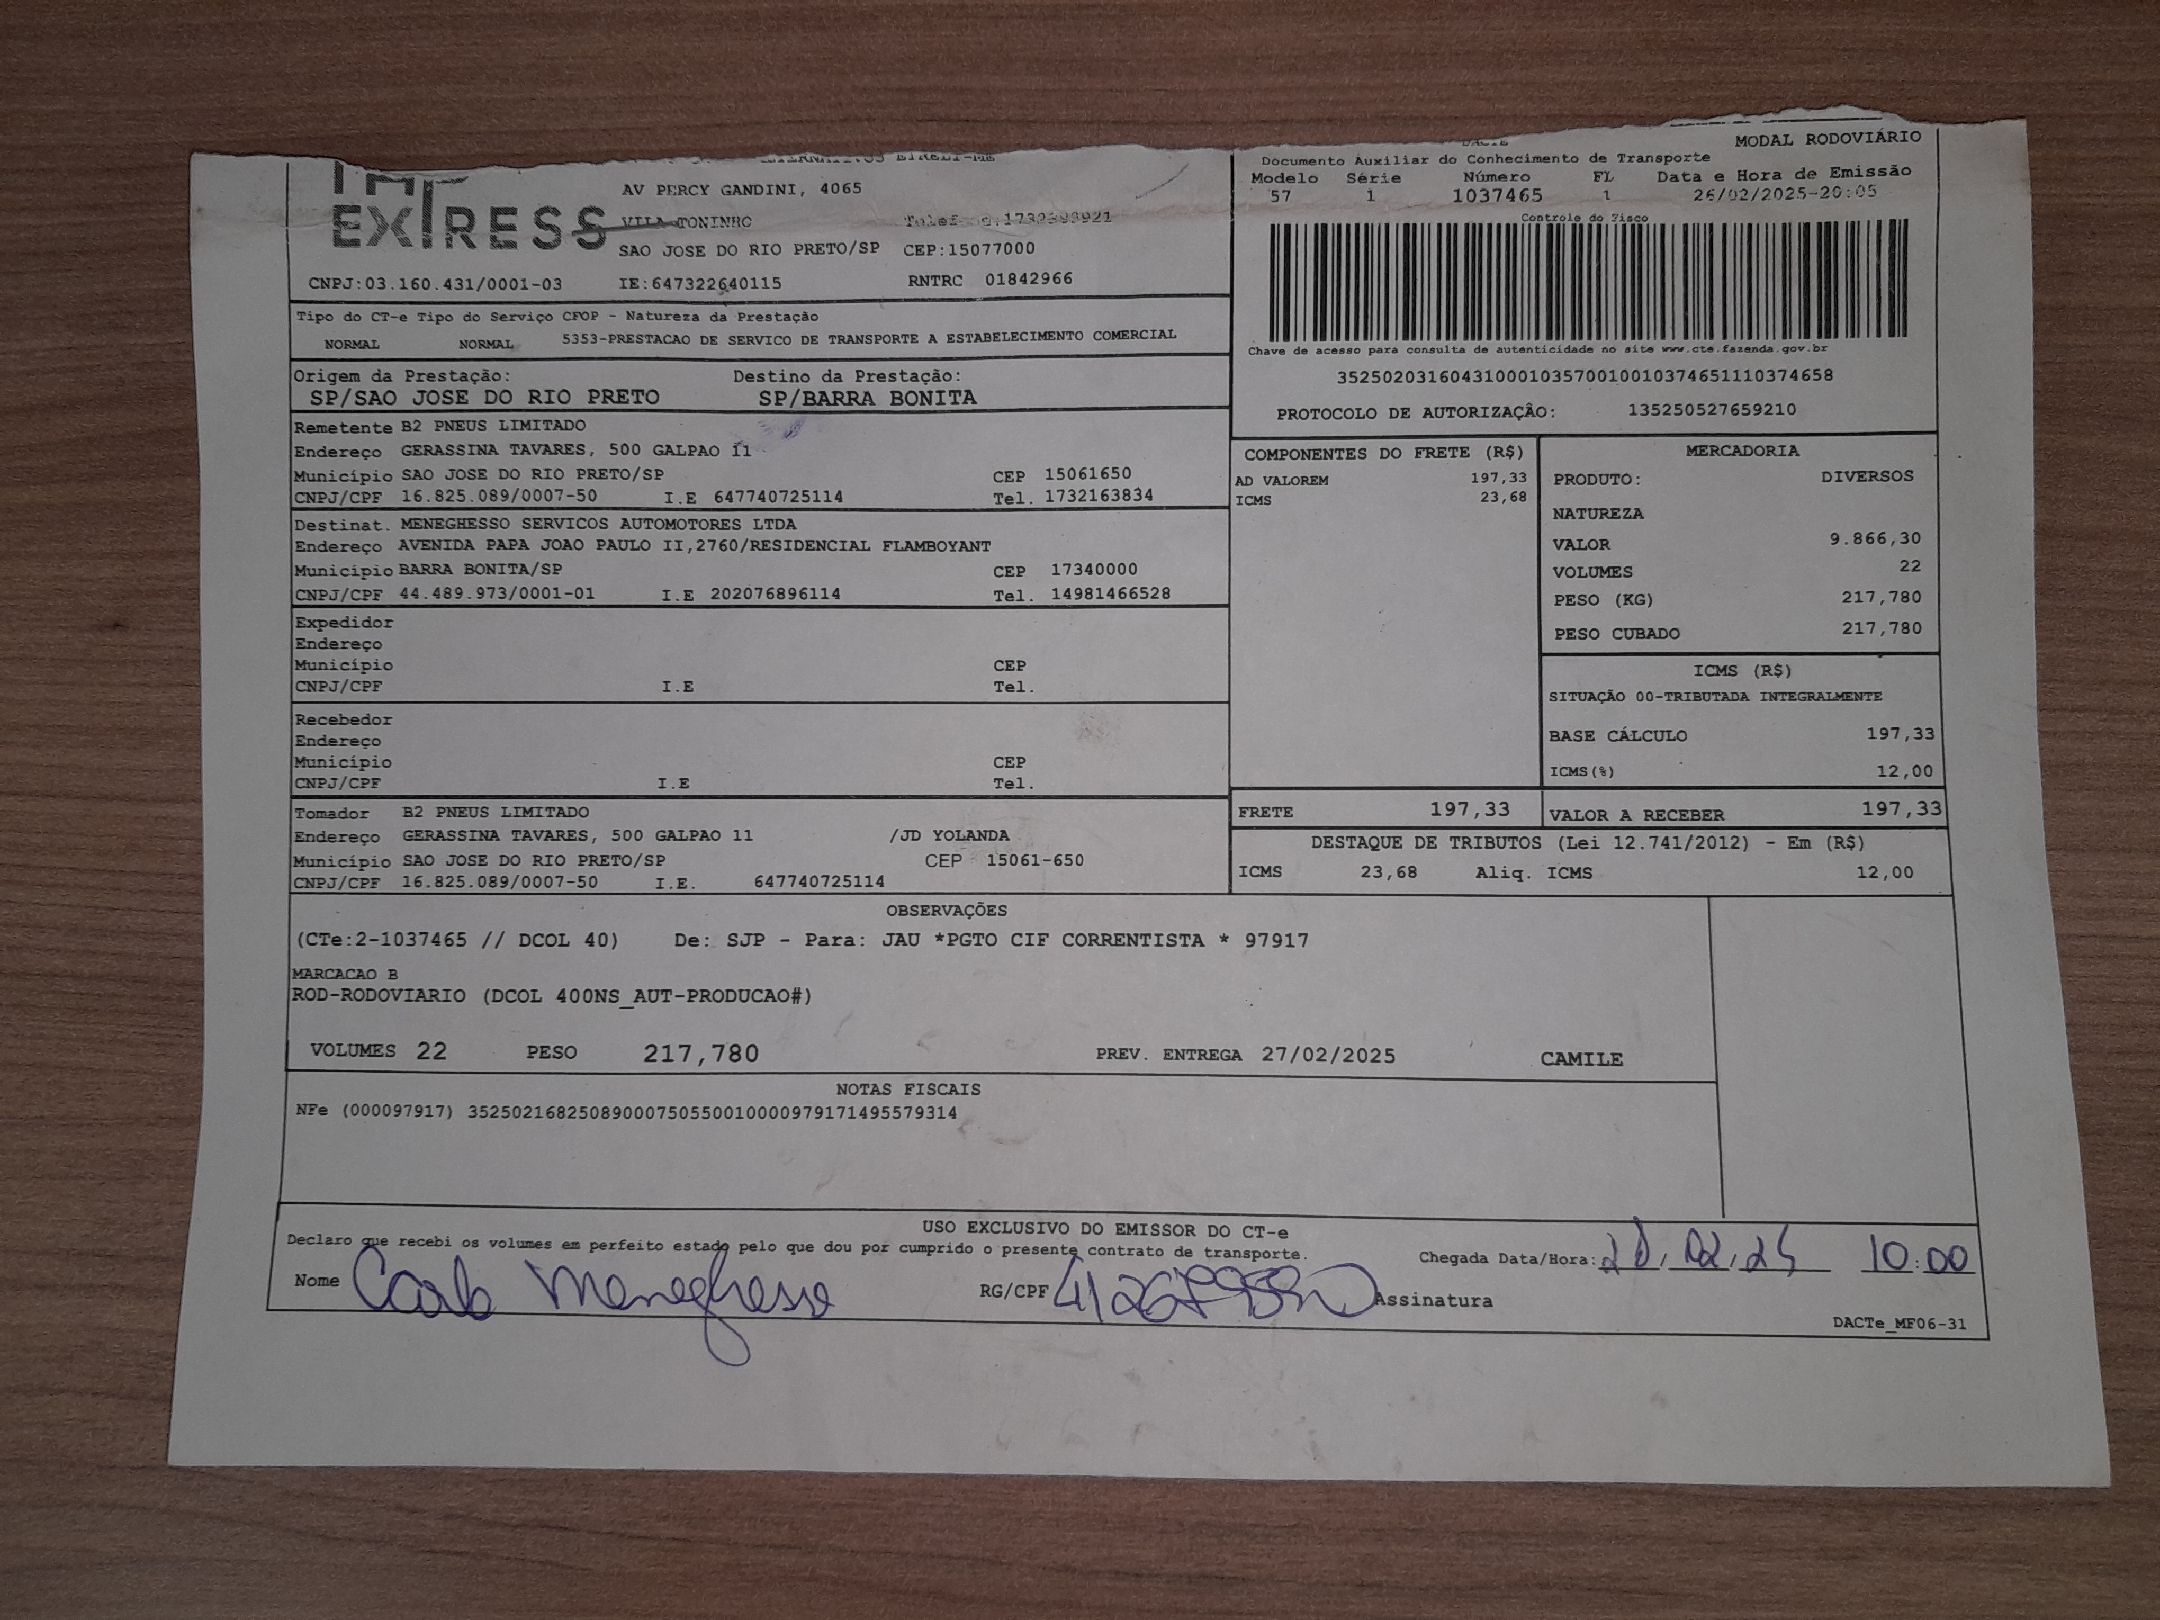 EIRELI-ME
EXPRESS
AV PERCY GANDINI, 4065
VILA TONINHO
SAO JOSE DO RIO PRETO/SP CEP:15077000
CNPJ:03.160.431/0001-03 IE:647322640115 RNTRC 01842966
MODAL RODOVIÁRIO
Documento Auxiliar do Conhecimento de Transporte
Modelo Série Número FL Data e Hora de Emissão
57 1 1037465 1 26/02/2025-20:05
Controle do Fisco
Chave de acesso para consulta de autenticidade no site www.cte.fazenda.gov.br
35250203160431000103570010010374651110374658
PROTOCOLO DE AUTORIZAÇÃO: 135250527659210
Tipo do CT-e Tipo do Serviço CFOP - Natureza da Prestação
NORMAL NORMAL 5353-PRESTACAO DE SERVICO DE TRANSPORTE A ESTABELECIMENTO COMERCIAL
Origem da Prestação: Destino da Prestação:
SP/SAO JOSE DO RIO PRETO SP/BARRA BONITA
Remetente B2 PNEUS LIMITADO
Endereço GERASSINA TAVARES, 500 GALPAO 11
Município SAO JOSE DO RIO PRETO/SP CEP 15061650
CNPJ/CPF 16.825.089/0007-50 I.E 647740725114 Tel. 1732163834
Destinat. MENEGHESSO SERVICOS AUTOMOTORES LTDA
Endereço AVENIDA PAPA JOAO PAULO II,2760/RESIDENCIAL FLAMBOYANT
Município BARRA BONITA/SP CEP 17340000
CNPJ/CPF 44.489.973/0001-01 I.E 202076896114 Tel. 14981466528
Expedidor
Endereço
Município CEP
CNPJ/CPF I.E Tel.
Recebedor
Endereço
Município CEP
CNPJ/CPF I.E Tel.
Tomador B2 PNEUS LIMITADO
Endereço GERASSINA TAVARES, 500 GALPAO 11 /JD YOLANDA
Município SAO JOSE DO RIO PRETO/SP CEP 15061-650
CNPJ/CPF 16.825.089/0007-50 I.E. 647740725114
COMPONENTES DO FRETE (R$)
AD VALOREM 197,33
ICMS 23,68
MERCADORIA
PRODUTO: DIVERSOS
NATUREZA
VALOR 9.866,30
VOLUMES 22
PESO (KG) 217,780
PESO CUBADO 217,780
ICMS (R$)
SITUAÇÃO 00-TRIBUTADA INTEGRALMENTE
BASE CÁLCULO 197,33
ICMS(%) 12,00
FRETE 197,33 VALOR A RECEBER 197,33
DESTAQUE DE TRIBUTOS (Lei 12.741/2012) - Em (R$)
ICMS 23,68 Aliq. ICMS 12,00
OBSERVAÇÕES
(CTe:2-1037465 // DCOL 40) De: SJP - Para: JAU *PGTO CIF CORRENTISTA * 97917
MARCACAO B
ROD-RODOVIARIO (DCOL 400NS_AUT-PRODUCAO#)
VOLUMES 22 PESO 217,780 PREV. ENTREGA 27/02/2025 CAMILE
NOTAS FISCAIS
NFe (000097917) 35250216825089000750550010000979171495579314
USO EXCLUSIVO DO EMISSOR DO CT-e
Declaro que recebi os volumes em perfeito estado pelo que dou por cumprido o presente contrato de transporte.
Chegada Data/Hora: 10:00
Nome Meneghesso RG/CPF Assinatura
DACTe_MF06-31